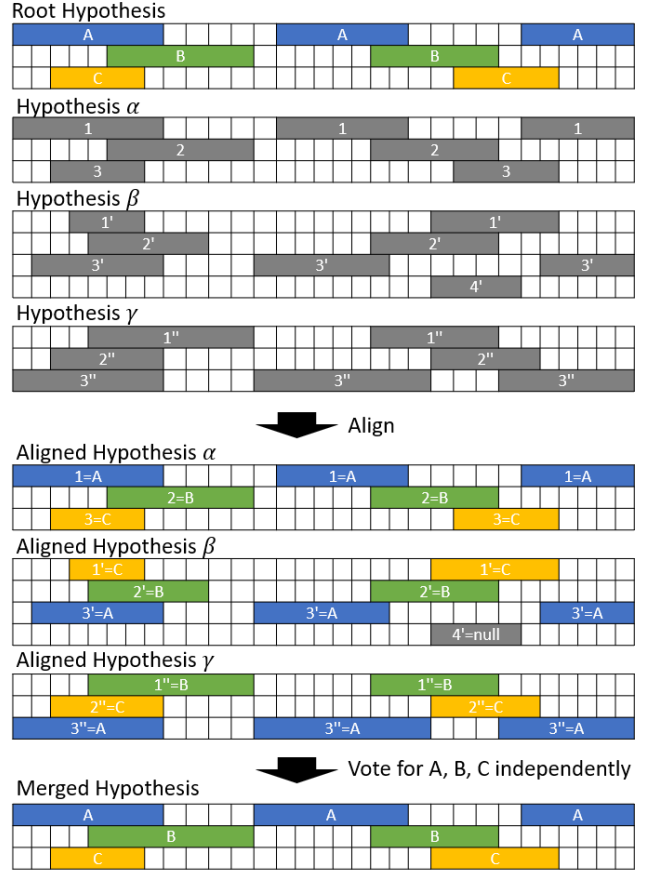 Root Hypothesis
A A A
B B
C C
Hypothesis α
1 1 1
2 2
3 3
Hypothesis β
1' 1'
2' 2'
3' 3' 3'
4'
Hypothesis γ
1'' 1''
2'' 2''
3'' 3'' 3''
Align
Aligned Hypothesis α
1=A 1=A 1=A
2=B 2=B
3=C 3=C
Aligned Hypothesis β
1'=C 1'=C
2'=B 2'=B
3'=A 3'=A 3'=A
4'=null
Aligned Hypothesis γ
1''=B 1''=B
2''=C 2''=C
3''=A 3''=A 3''=A
Vote for A, B, C independently
Merged Hypothesis
A A A
B B
C C